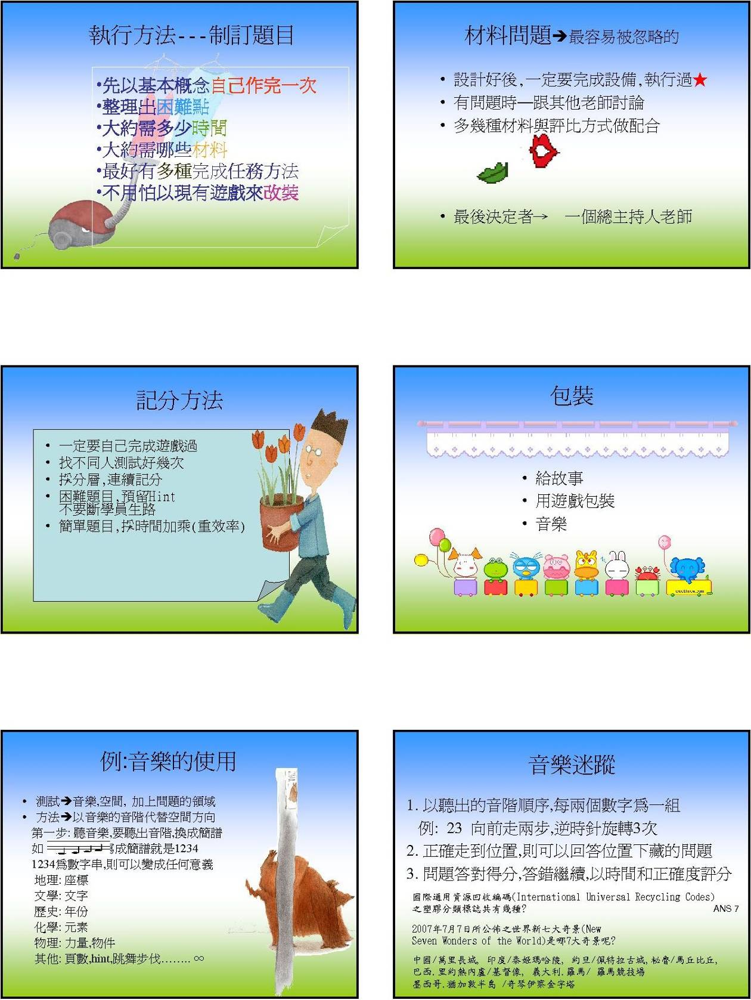 執行方法---制訂題目
•先以基本概念自己作完一次
•整理出困難點
•大約需多少時間
•大約需哪些材料
•最好有多種完成任務方法
•不用怕以現有遊戲來改裝
材料問題➔最容易被忽略的
• 設計好後,一定要完成設備,執行過★
• 有問題時—跟其他老師討論
• 多幾種材料與評比方式做配合
• 最後決定者→ 一個總主持人老師
記分方法
• 一定要自己完成遊戲過
• 找不同人測試好幾次
• 採分層,連續記分
• 困難題目,預留Hint
不要斷學員生路
• 簡單題目,採時間加乘(重效率)
包裝
• 給故事
• 用遊戲包裝
• 音樂
例:音樂的使用
• 測試➔音樂,空間, 加上問題的領域
• 方法➔以音樂的音階代替空間方向
第一步: 聽音樂,要聽出音階,換成簡譜
如 成簡譜就是1234
1234為數字串,則可以變成任何意義
地理: 座標
文學: 文字
歷史: 年份
化學: 元素
物理: 力量,物件
其他: 頁數,hint,跳舞步伐…….. ∞
音樂迷蹤
1. 以聽出的音階順序,每兩個數字為一組
例: 23 向前走兩步,逆時針旋轉3次
2. 正確走到位置,則可以回答位置下藏的問題
3. 問題答對得分,答錯繼續,以時間和正確度評分
國際通用資源回收編碼(International Universal Recycling Codes)
之塑膠分類標誌共有幾種?
ANS 7
2007年7月7日所公佈之世界新七大奇景(New
Seven Wonders of the World)是哪7大奇景呢?
中國/萬里長城, 印度/泰姬瑪哈陵, 約旦/佩特拉古城,祕魯/馬丘比丘,
巴西.里約熱內盧/基督像, 義大利.羅馬/ 羅馬競技場
墨西哥.猶加敦半島 /奇琴伊察金字塔